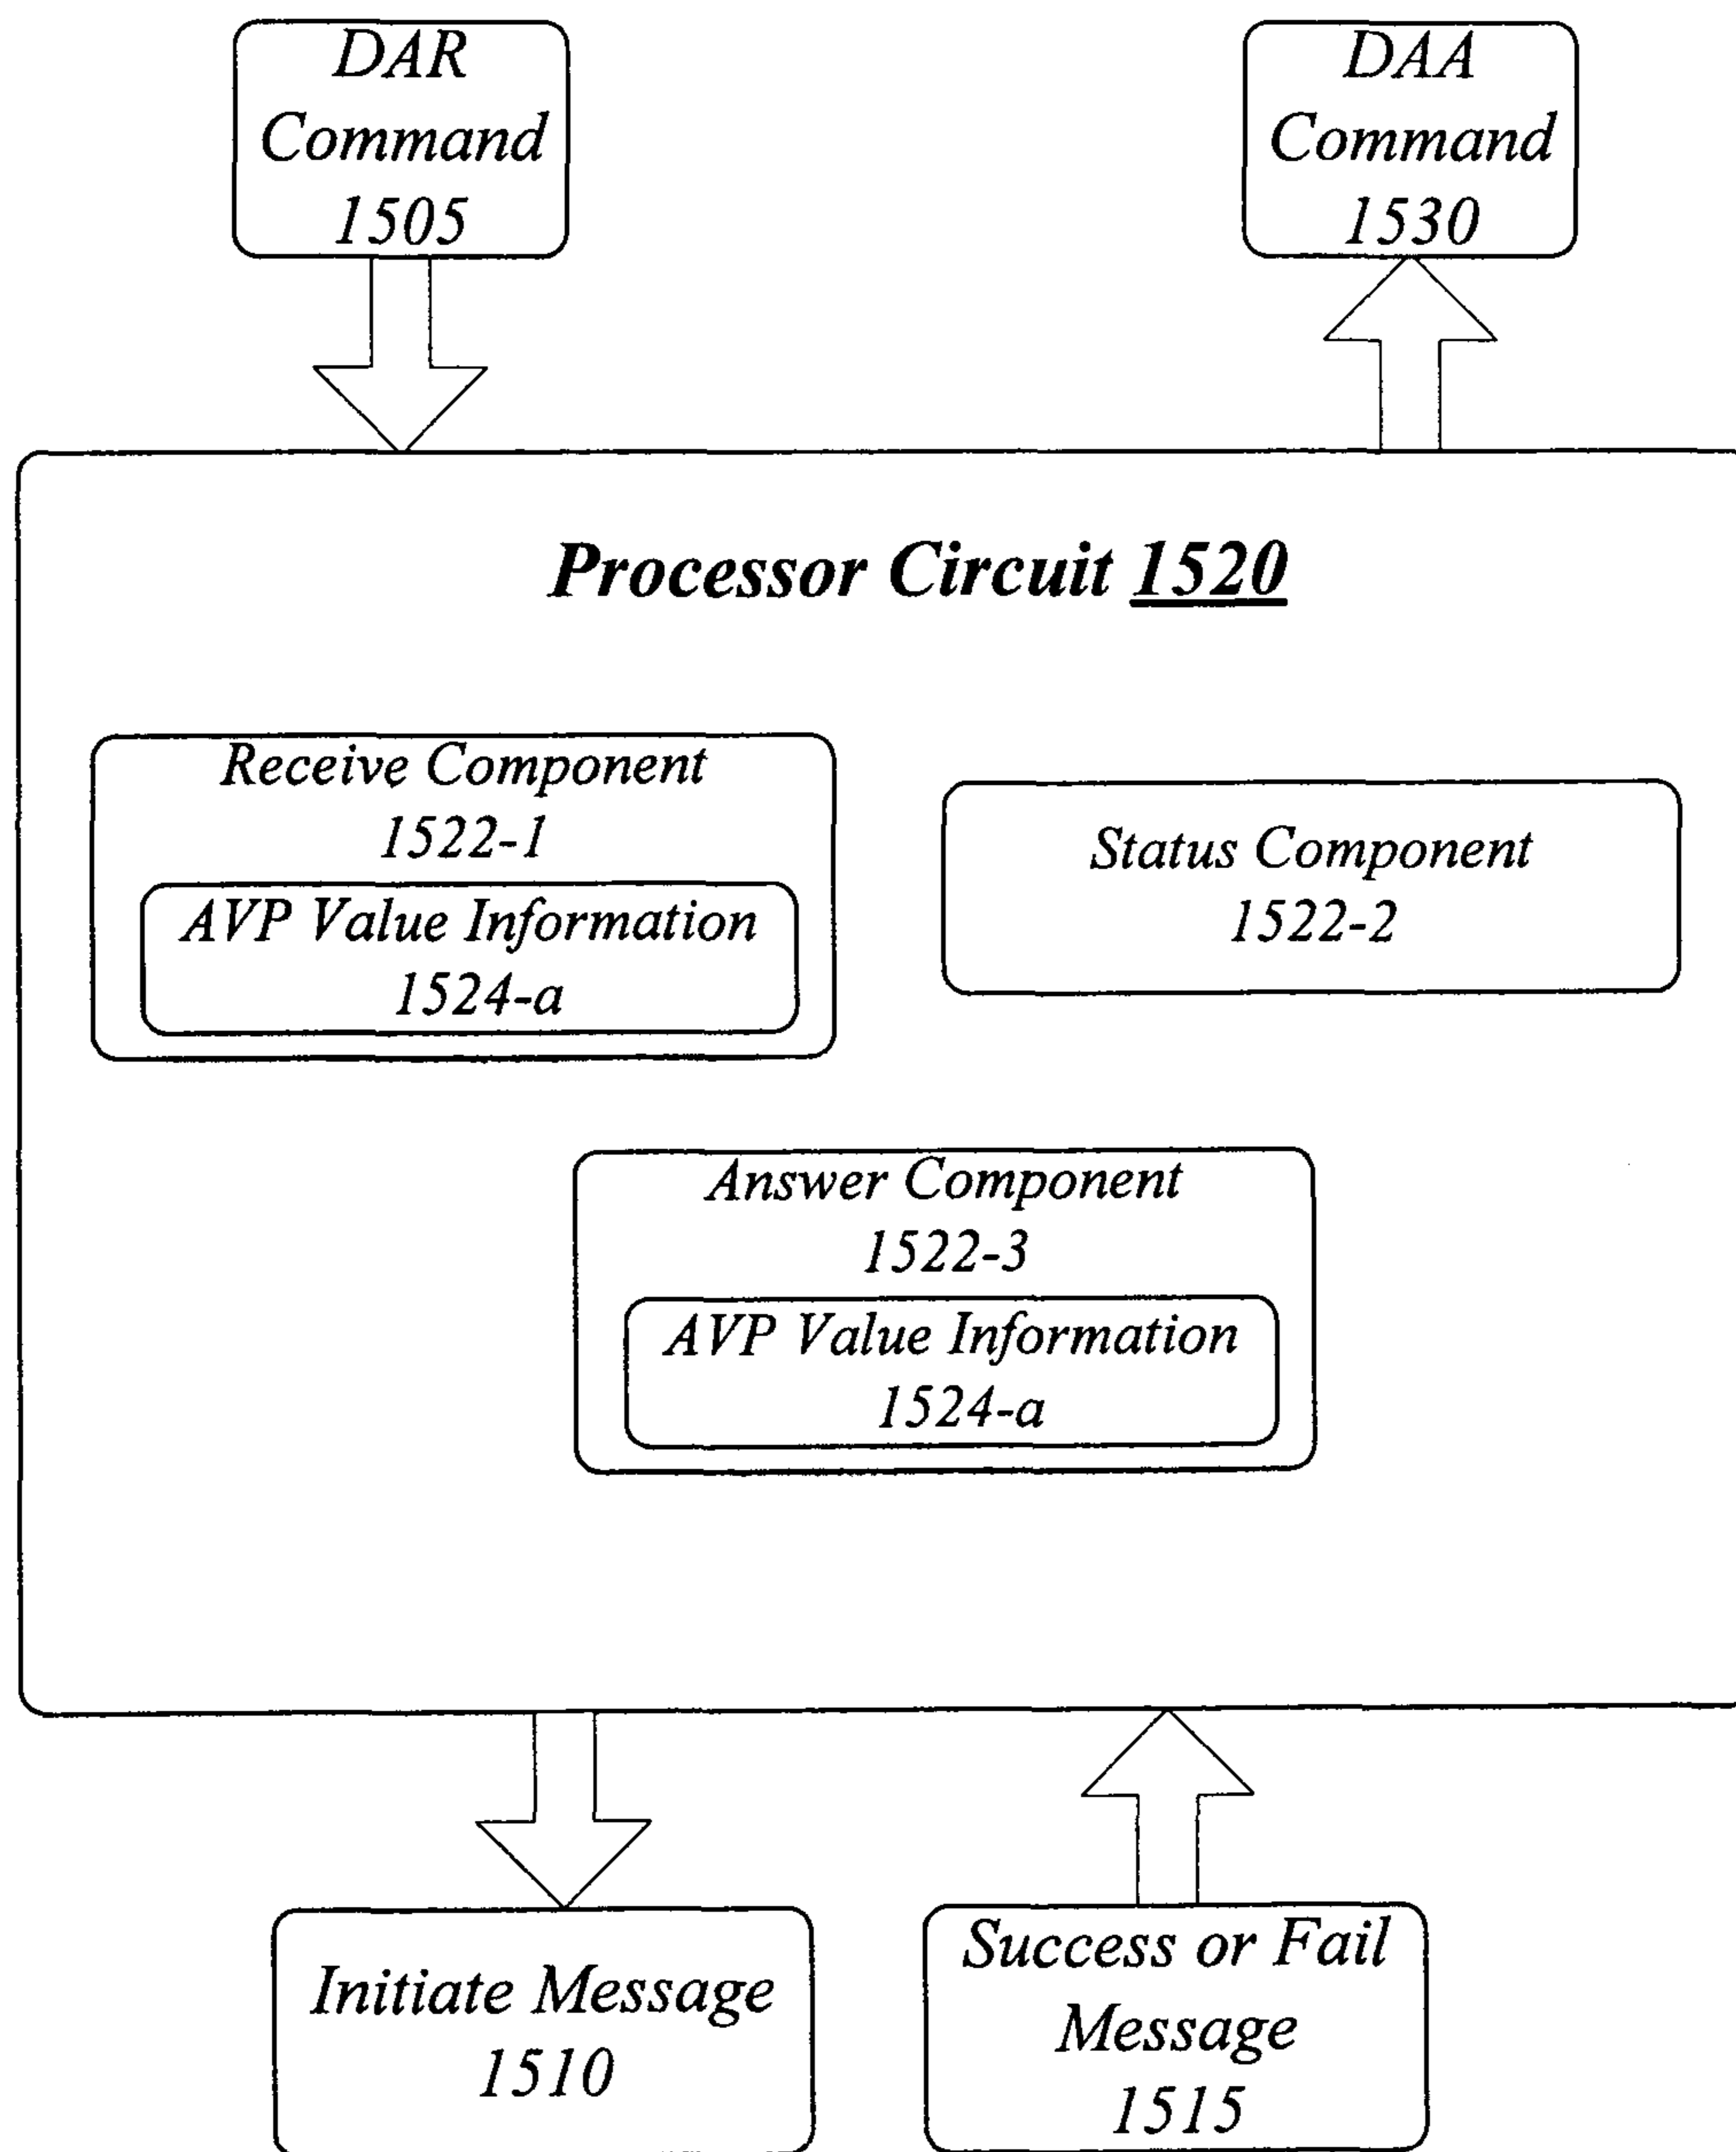 DAR
Command
1505
DAA
Command
1530
Processor Circuit 1520
Receive Component
1522-1
AVP Value Information
1524-a
Status Component
1522-2
Answer Component
1522-3
AVP Value Information
1524-a
Initiate Message
1510
Success or Fail
Message
1515